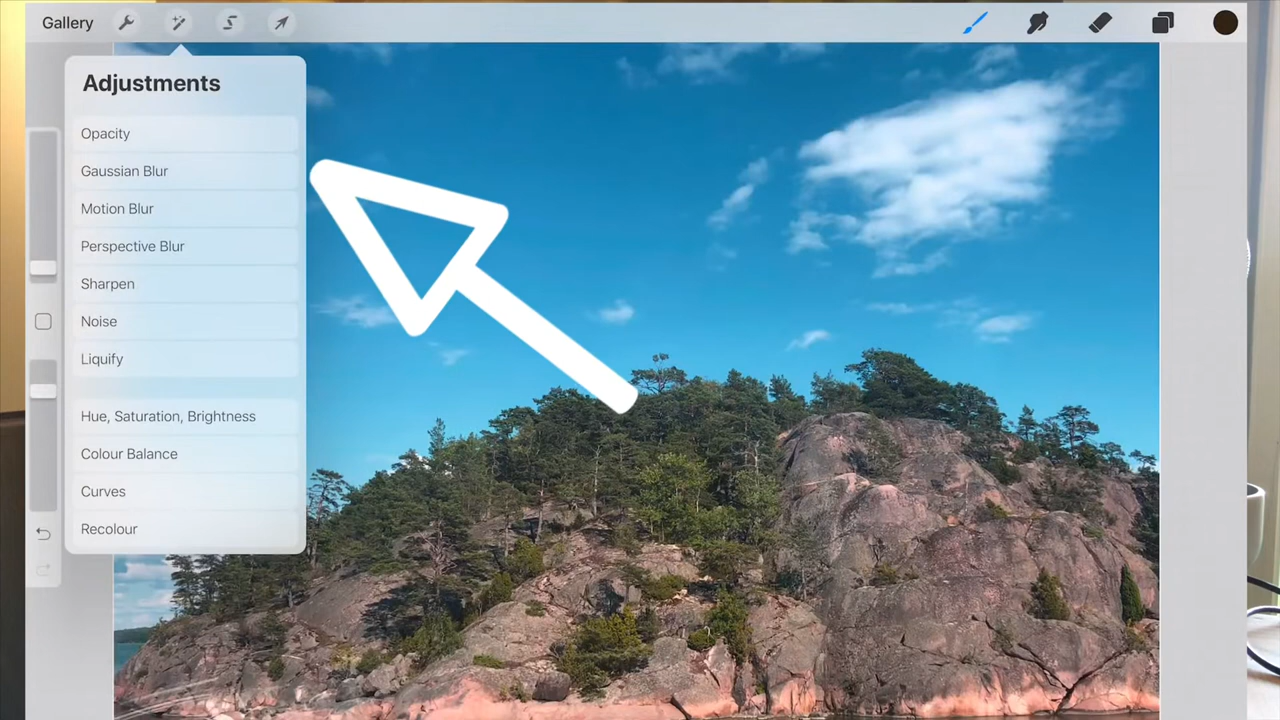 Gallery
Adjustments
Opacity
Gaussian Blur
Motion Blur
Perspective Blur
Sharpen
Noise
Liquify
Hue, Saturation, Brightness
Colour Balance
Curves
Recolour